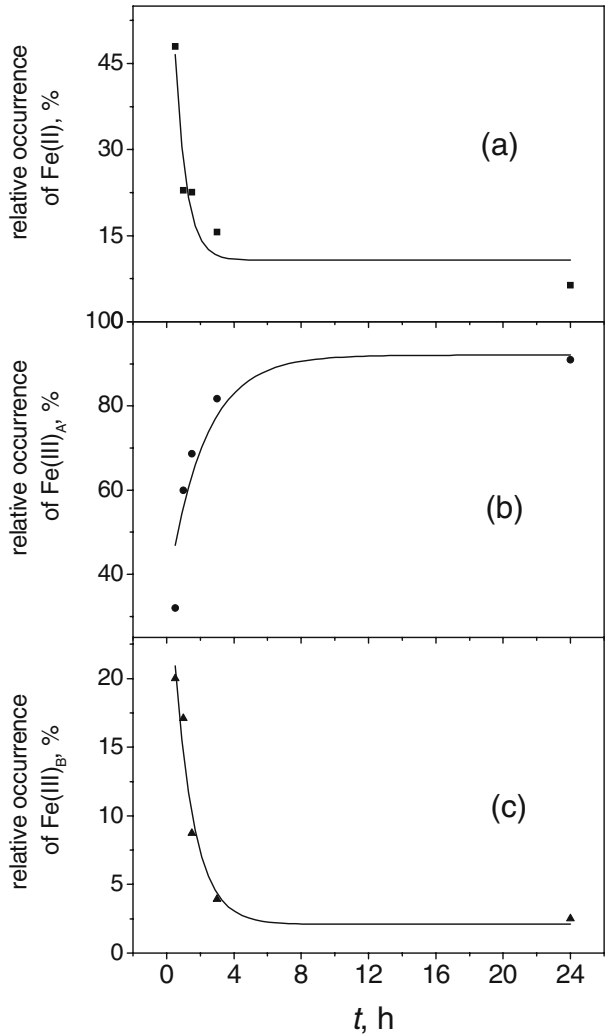 relative occurrence
of Fe(II), %
45
30
15
0
(a)
relative occurrence
of Fe(III)A, %
100
80
60
40
(b)
relative occurrence
of Fe(III)B, %
20
15
10
5
0
(c)
0 4 8 12 16 20 24
t, h